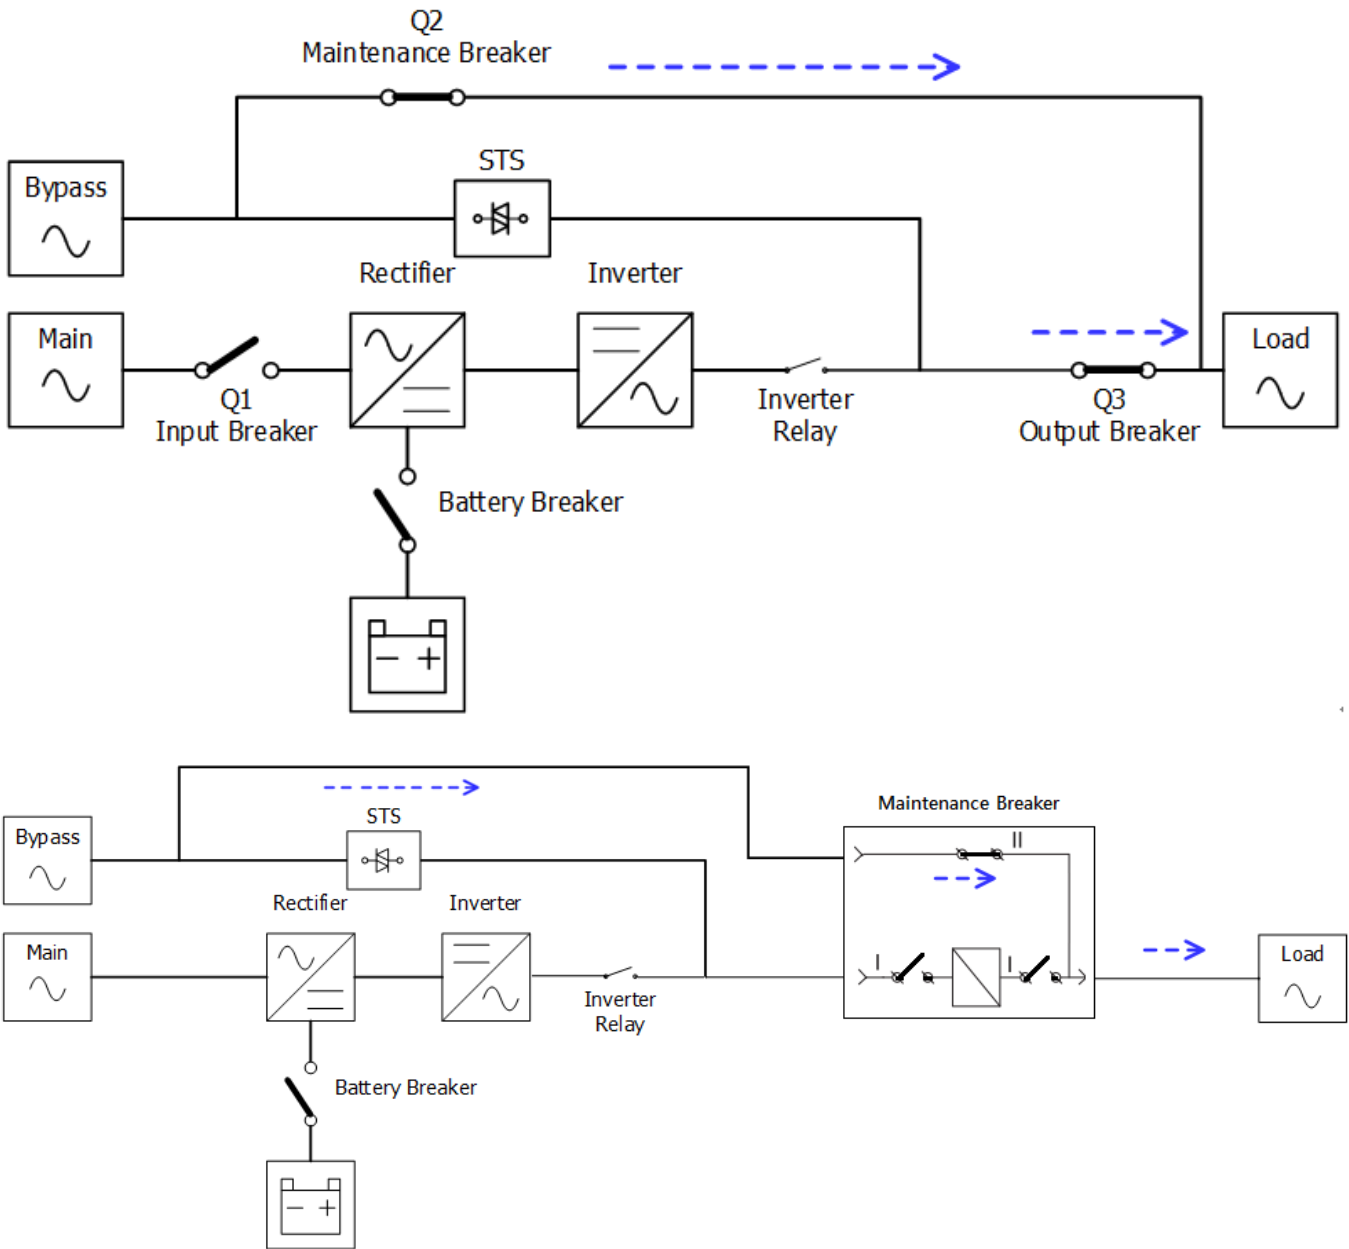 Q2
Maintenance Breaker
STS
Bypass
Rectifier
Inverter
Main
Load
Q1
Input Breaker
Inverter
Relay
Q3
Output Breaker
Battery Breaker
- +
Maintenance Breaker
STS
Bypass
II
Rectifier
Inverter
Main
I
I
Load
Inverter
Relay
Battery Breaker
- +